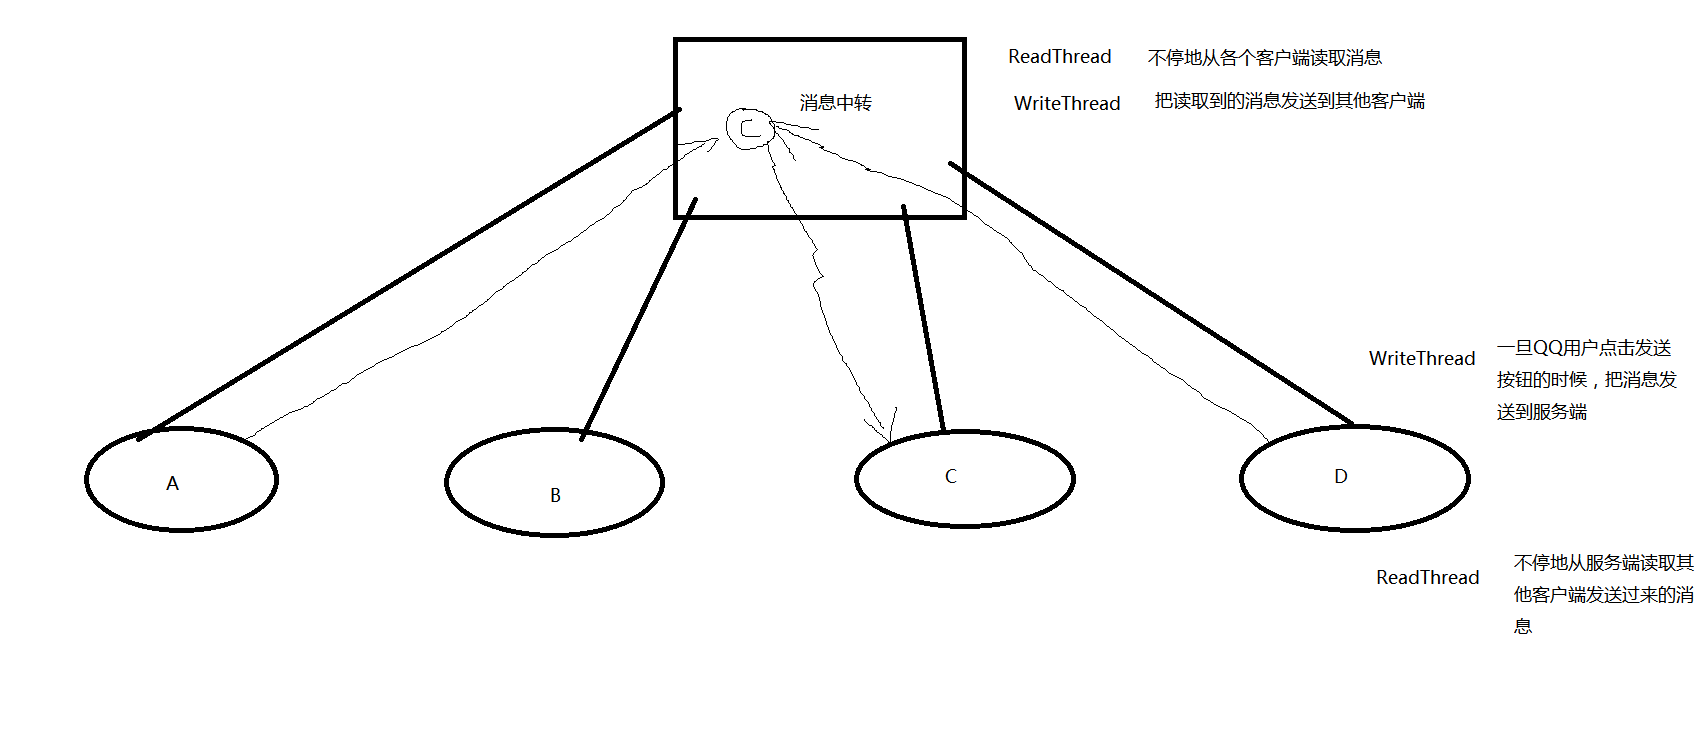 ReadThread 不停地从各个客户端读取消息
消息中转
WriteThread 把读取到的消息发送到其他客户端
C
WriteThread
一旦QQ用户点击发送
按钮的时候，把消息发
送到服务端
A
B
C
D
ReadThread
不停地从服务端读取其
他客户端发送过来的消
息